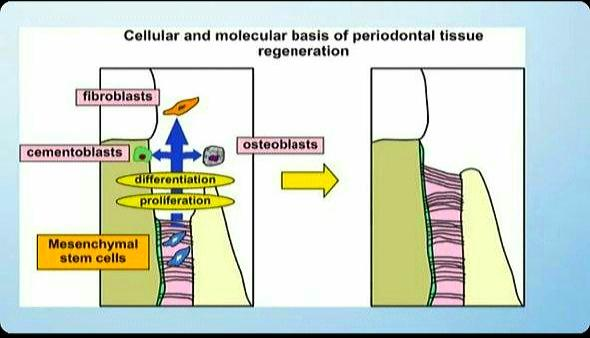 Cellular and molecular basis of periodontal tissue
regeneration
fibroblasts
cementoblasts
osteoblasts
differentiation
proliferation
Mesenchymal
stem cells